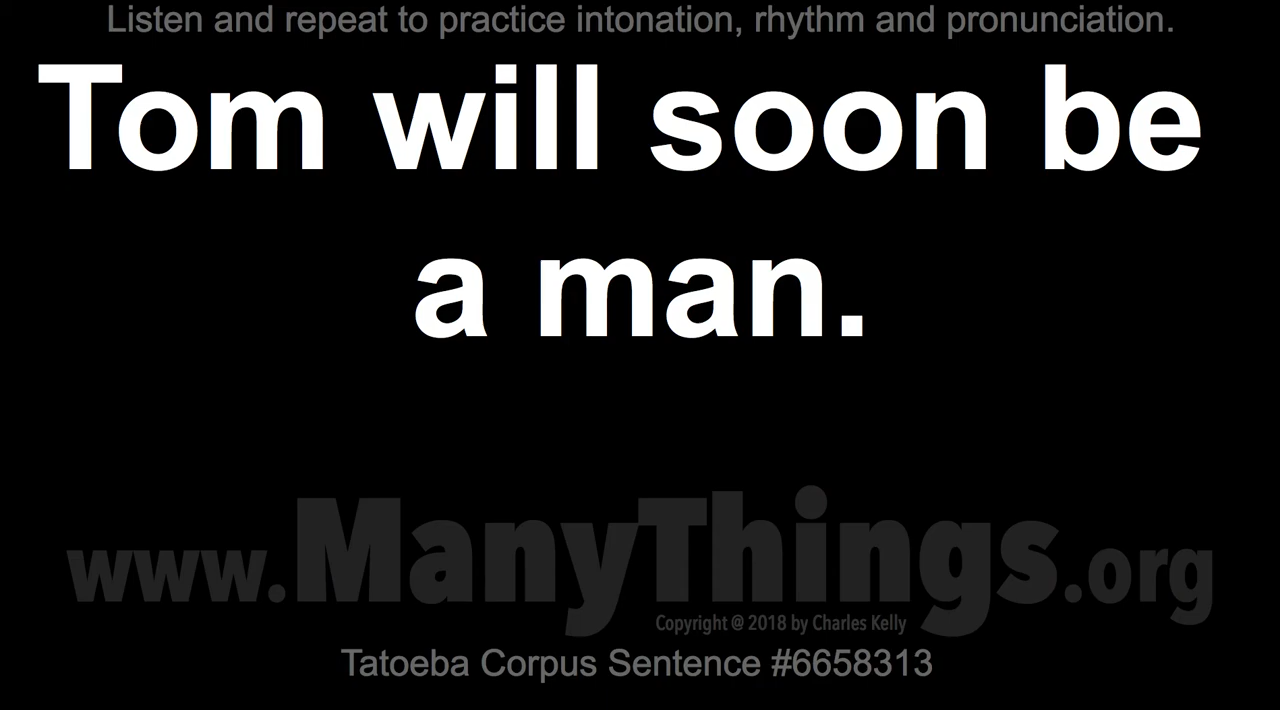 Listen and repeat to practice intonation, rhythm and pronunciation.
Tom will soon be
a man.
www.ManyThings.org
Copyright @ 2018 by Charles Kelly
Tatoeba Corpus Sentence #6658313